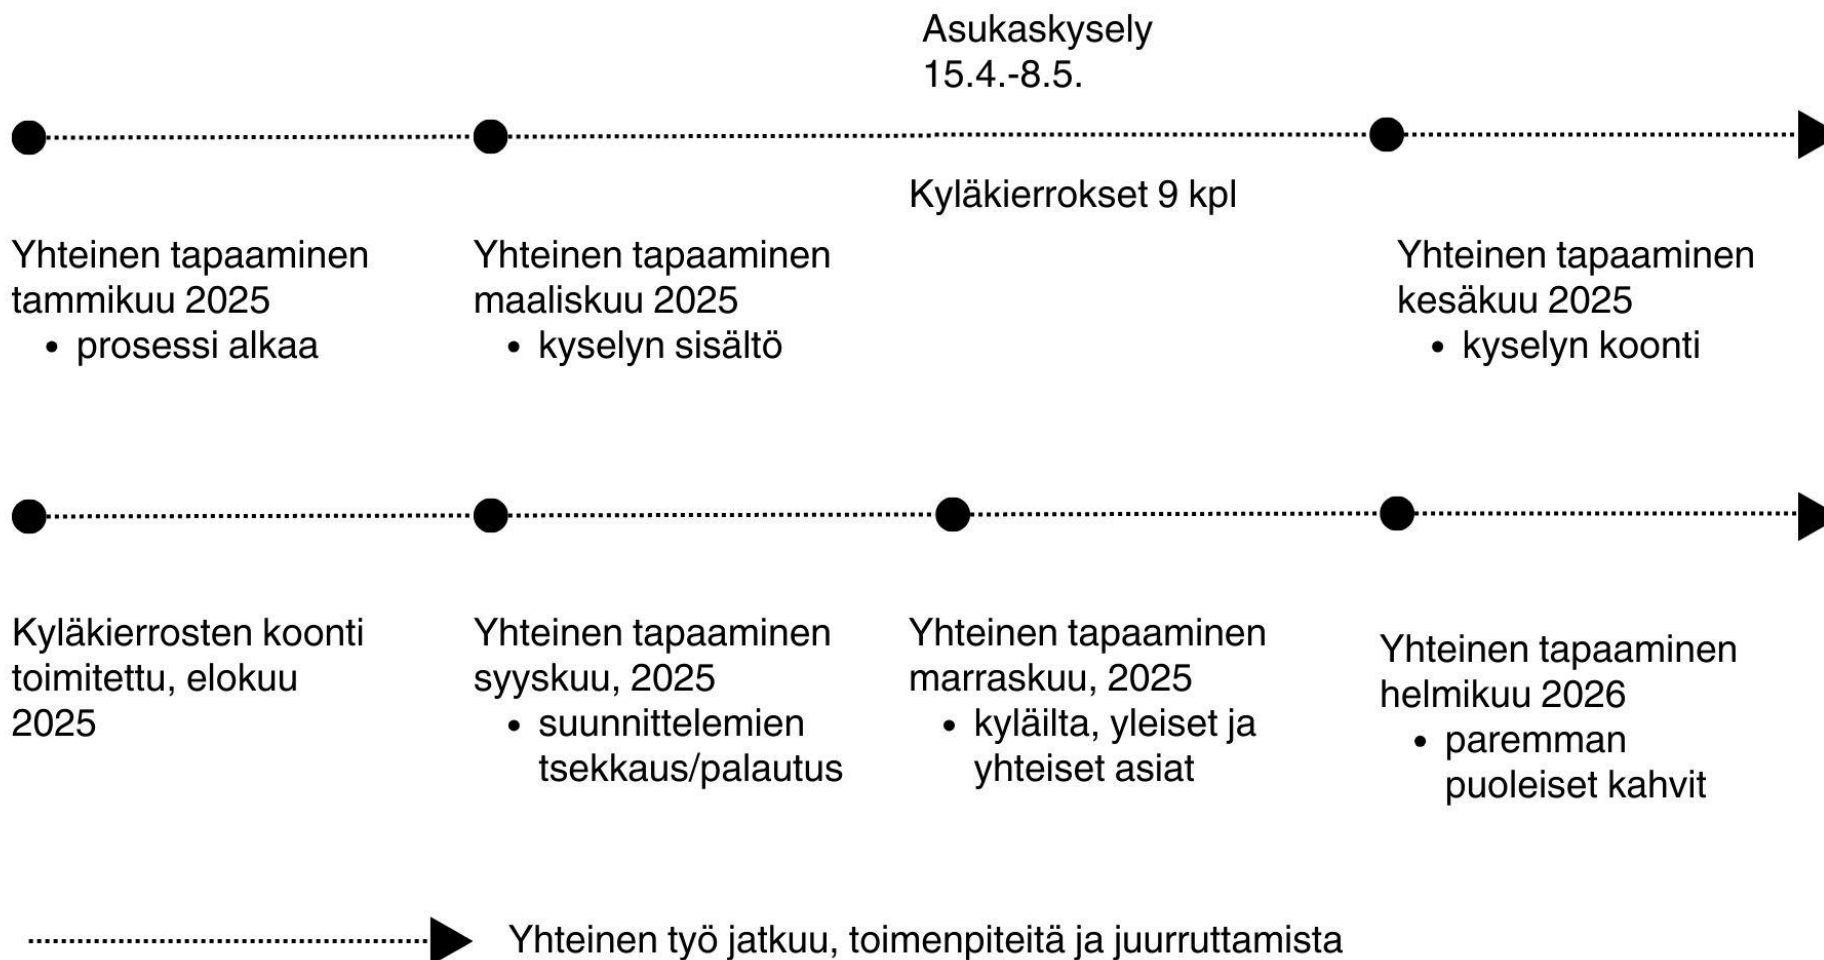 Asukaskysely
15.4.-8.5.
Kyläkierrokset 9 kpl
Yhteinen tapaaminen
tammikuu 2025
• prosessi alkaa
Yhteinen tapaaminen
maaliskuu 2025
• kyselyn sisältö
Yhteinen tapaaminen
kesäkuu 2025
• kyselyn koonti
Kyläkierrosten koonti
toimitettu, elokuu
2025
Yhteinen tapaaminen
syyskuu, 2025
• suunnittelemien
tsekkaus/palautus
Yhteinen tapaaminen
marraskuu, 2025
• kyläilta, yleiset ja
yhteiset asiat
Yhteinen tapaaminen
helmikuu 2026
• paremman
puoleiset kahvit
Yhteinen työ jatkuu, toimenpiteitä ja juurruttamista